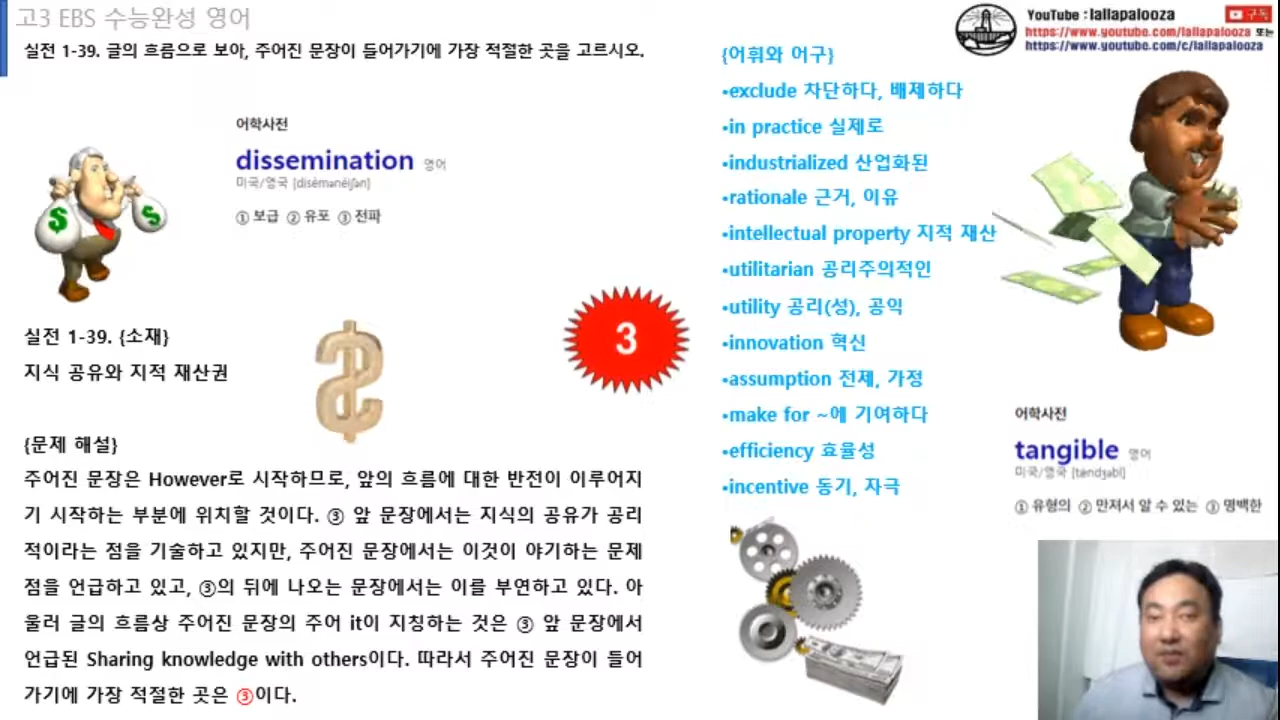 고3 EBS 수능완성 영어
실전 1-39. 글의 흐름으로 보아, 주어진 문장이 들어가기에 가장 적절한 곳을 고르시오.
어학사전
dissemination 영어
미국/영국 [disèmənéiʃən]
① 보급 ② 유포 ③ 전파
$
$
실전 1-39. {소재}
지식 공유와 지적 재산권
3
{문제 해설}
주어진 문장은 However로 시작하므로, 앞의 흐름에 대한 반전이 이루어지
기 시작하는 부분에 위치할 것이다. ③ 앞 문장에서는 지식의 공유가 공리
적이라는 점을 기술하고 있지만, 주어진 문장에서는 이것이 야기하는 문제
점을 언급하고 있고, ③의 뒤에 나오는 문장에서는 이를 부연하고 있다. 아
울러 글의 흐름상 주어진 문장의 주어 it이 지칭하는 것은 ③ 앞 문장에서
언급된 Sharing knowledge with others이다. 따라서 주어진 문장이 들어
가기에 가장 적절한 곳은 ③이다.
{어휘와 어구}
•exclude 차단하다, 배제하다
•in practice 실제로
•industrialized 산업화된
•rationale 근거, 이유
•intellectual property 지적 재산
•utilitarian 공리주의적인
•utility 공리(성), 공익
•innovation 혁신
•assumption 전제, 가정
•make for ~에 기여하다
•efficiency 효율성
•incentive 동기, 자극
YouTube : lallapalooza 구독
https://www.youtube.com/lallapalooza 또는
https://www.youtube.com/c/lallapalooza
어학사전
tangible 영어
미국/영국 [tændʒəbl]
① 유형의 ② 만져서 알 수 있는 ③ 명백한